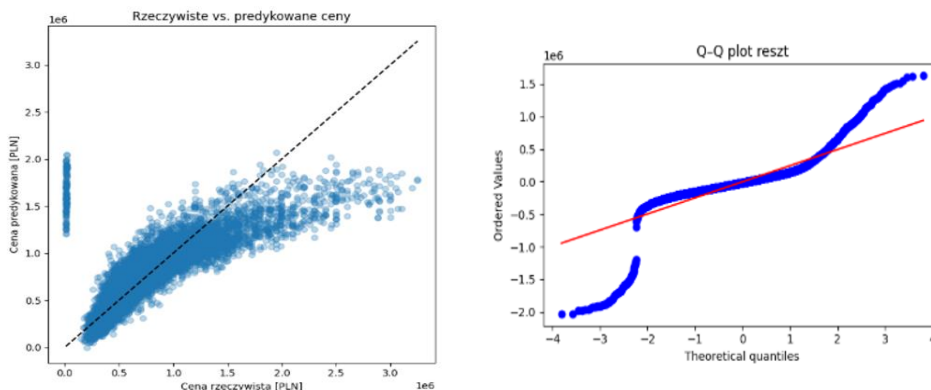 Rzeczywiste vs. predykowane ceny
1e6
Cena predykowana [PLN]
3.0
2.5
2.0
1.5
1.0
0.5
0.0
0.0 0.5 1.0 1.5 2.0 2.5 3.0
Cena rzeczywista [PLN]
1e6
Q–Q plot reszt
1e6
Ordered Values
1.5
1.0
0.5
0.0
−0.5
−1.0
−1.5
−2.0
−4 −3 −2 −1 0 1 2 3 4
Theoretical quantiles